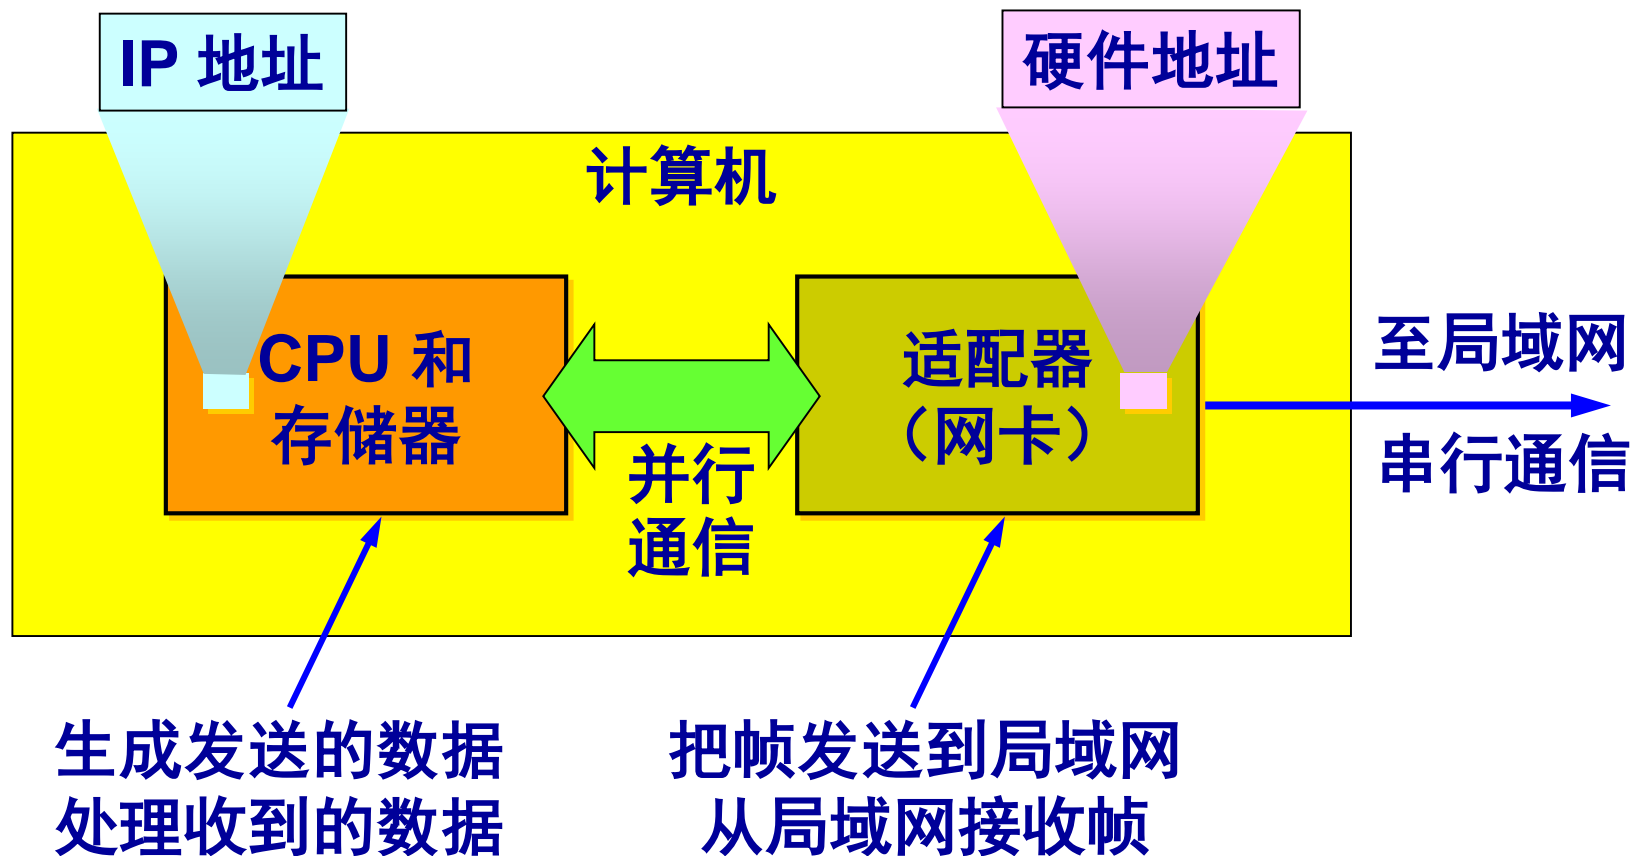 IP 地址
硬件地址
计算机
CPU 和
存储器
适配器
（网卡）
并行
通信
至局域网
串行通信
生成发送的数据
处理收到的数据
把帧发送到局域网
从局域网接收帧